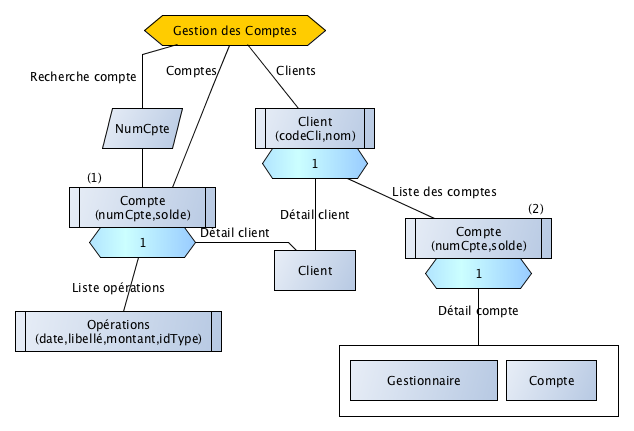 Gestion des Comptes
Recherche compte
Comptes
Clients
NumCpte
Client
(codeCli,nom)
1
(1)
Compte
(numCpte,solde)
1
Liste des comptes
(2)
Détail client
Détail client
Compte
(numCpte,solde)
1
Client
Liste opérations
Détail compte
Opérations
(date,libellé,montant,idType)
Gestionnaire
Compte